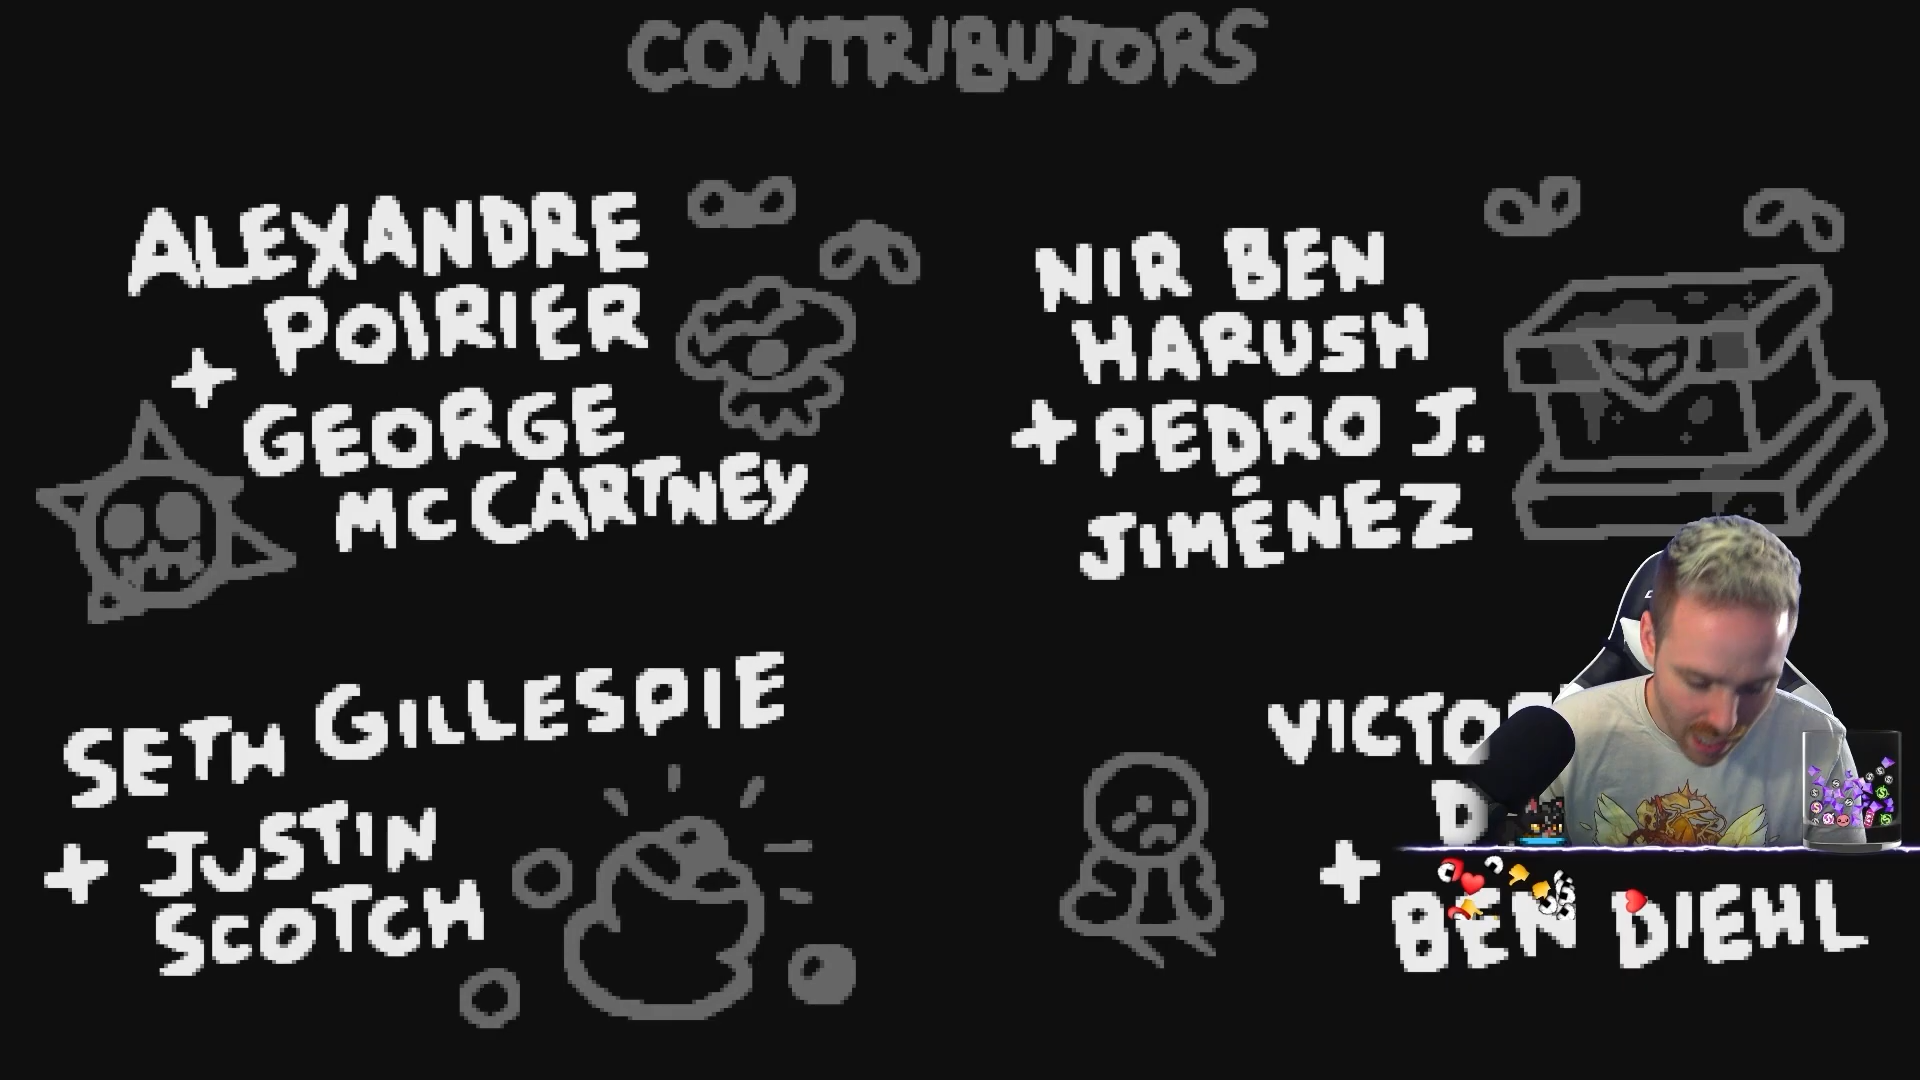 CONTRIBUTORS
ALEXANDRE
POIRIER
+ GEORGE
MCCARTNEY
NIR BEN
HARUSH
+ PEDRO J.
JIMÉNEZ
SETH GILLESPIE
+ JUSTIN
SCOTCH
+ BEN DIEHL